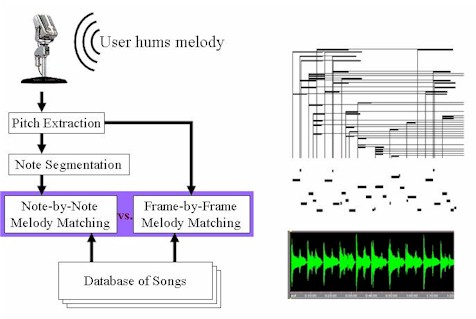 User hums melody
Pitch Extraction
Note Segmentation
Note-by-Note
Melody Matching
vs.
Frame-by-Frame
Melody Matching
Database of Songs